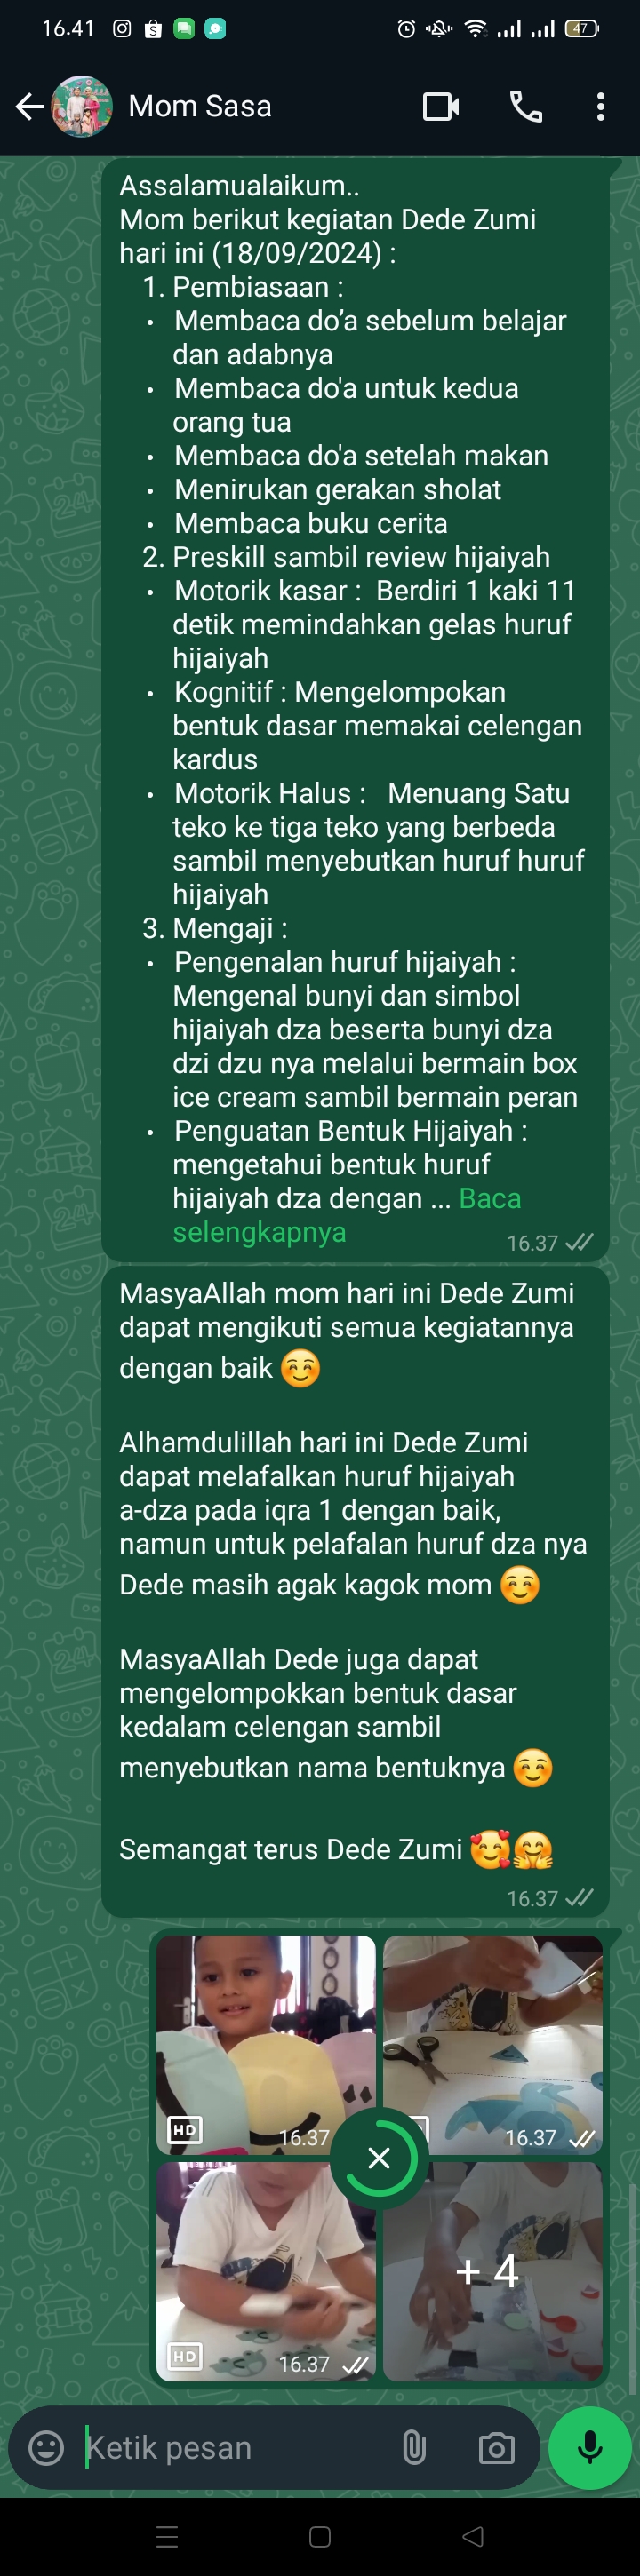 16.41
47
Mom Sasa
Assalamualaikum..
Mom berikut kegiatan Dede Zumi
hari ini (18/09/2024) :
1. Pembiasaan :
• Membaca do’a sebelum belajar
dan adabnya
• Membaca do'a untuk kedua
orang tua
• Membaca do'a setelah makan
• Menirukan gerakan sholat
• Membaca buku cerita
2. Preskill sambil review hijaiyah
• Motorik kasar : Berdiri 1 kaki 11
detik memindahkan gelas huruf
hijaiyah
• Kognitif : Mengelompokan
bentuk dasar memakai celengan
kardus
• Motorik Halus : Menuang Satu
teko ke tiga teko yang berbeda
sambil menyebutkan huruf huruf
hijaiyah
3. Mengaji :
• Pengenalan huruf hijaiyah :
Mengenal bunyi dan simbol
hijaiyah dza beserta bunyi dza
dzi dzu nya melalui bermain box
ice cream sambil bermain peran
• Penguatan Bentuk Hijaiyah :
mengetahui bentuk huruf
hijaiyah dza dengan ... Baca
selengkapnya
16.37
MasyaAllah mom hari ini Dede Zumi
dapat mengikuti semua kegiatannya
dengan baik 😊
Alhamdulillah hari ini Dede Zumi
dapat melafalkan huruf hijaiyah
a-dza pada iqra 1 dengan baik,
namun untuk pelafalan huruf dza nya
Dede masih agak kagok mom 😊
MasyaAllah Dede juga dapat
mengelompokkan bentuk dasar
kedalam celengan sambil
menyebutkan nama bentuknya 😊
Semangat terus Dede Zumi 🥰🤗
16.37
HD 16.37
16.37
HD 16.37
+ 4
Ketik pesan